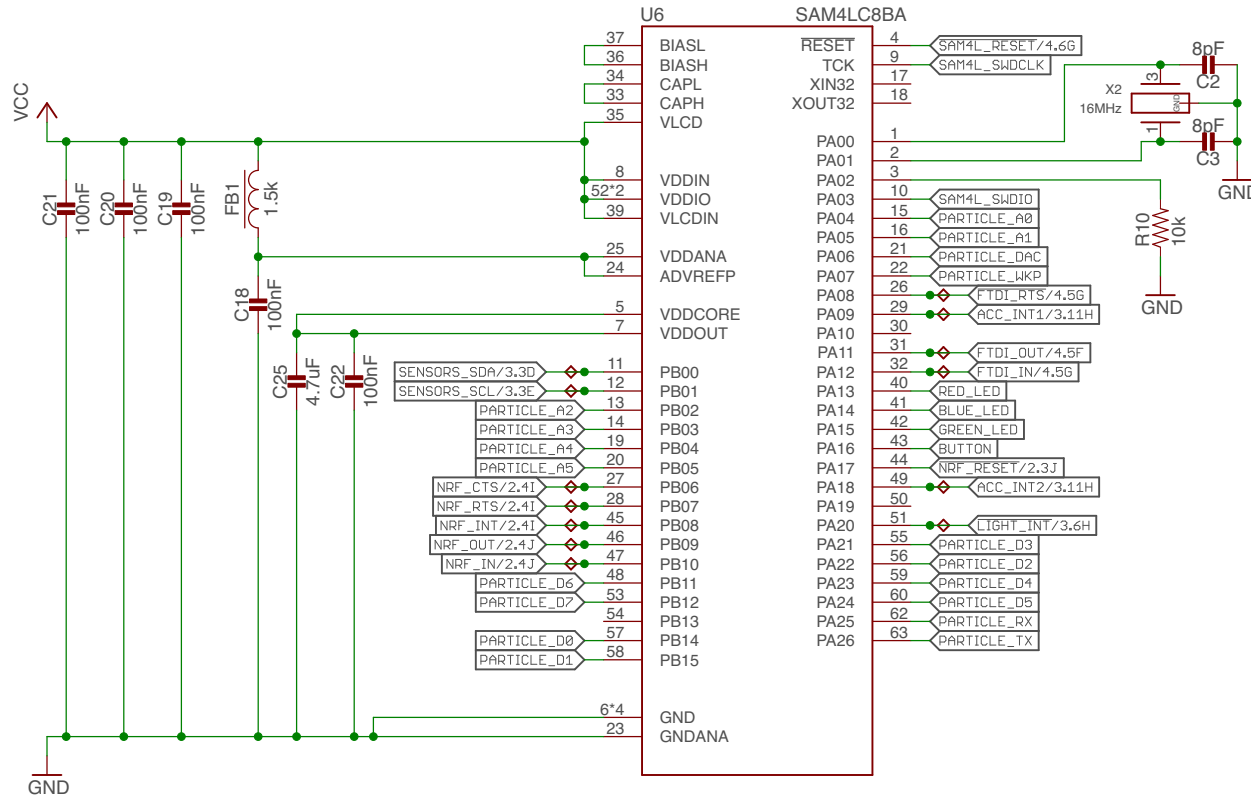 U6 SAM4LC8BA
VCC
37 BIASL
36 BIASH
34 CAPL
33 CAPH
35 VLCD
8 VDDIN
52*2 VDDIO
39 VLCDIN
25 VDDANA
24 ADVREFP
5 VDDCORE
7 VDDOUT
SENSORS_SDA/3.3D 11 PB00
SENSORS_SCL/3.3E 12 PB01
PARTICLE_A2 13 PB02
PARTICLE_A3 14 PB03
PARTICLE_A4 19 PB04
PARTICLE_A5 20 PB05
NRF_CTS/2.4I 27 PB06
NRF_RTS/2.4I 28 PB07
NRF_INT/2.4I 45 PB08
NRF_OUT/2.4J 46 PB09
NRF_IN/2.4J 47 PB10
PARTICLE_D6 48 PB11
PARTICLE_D7 53 PB12
54 PB13
PARTICLE_D0 57 PB14
PARTICLE_D1 58 PB15
6*4 GND
23 GNDANA
C21 100nF
C20 100nF
C19 100nF
FB1 1.5k
C18 100nF
C25 4.7uF
C22 100nF
GND
RESET 4 SAM4L_RESET/4.6G
TCK 9 SAM4L_SWDCLK
XIN32 17
XOUT32 18
PA00 1
PA01 2
PA02 3
PA03 10 SAM4L_SWDIO
PA04 15 PARTICLE_A0
PA05 16 PARTICLE_A1
PA06 21 PARTICLE_DAC
PA07 22 PARTICLE_WKP
PA08 26 FTDI_RTS/4.5G
PA09 29 ACC_INT1/3.11H
PA10 30
PA11 31 FTDI_OUT/4.5F
PA12 32 FTDI_IN/4.5G
PA13 40 RED_LED
PA14 41 BLUE_LED
PA15 42 GREEN_LED
PA16 43 BUTTON
PA17 44 NRF_RESET/2.3J
PA18 49 ACC_INT2/3.11H
PA19 50
PA20 51 LIGHT_INT/3.6H
PA21 55 PARTICLE_D3
PA22 56 PARTICLE_D2
PA23 59 PARTICLE_D4
PA24 60 PARTICLE_D5
PA25 62 PARTICLE_RX
PA26 63 PARTICLE_TX
8pF
C2
3
X2
16MHz
GND
1
8pF
C3
GND
R10 10k
GND